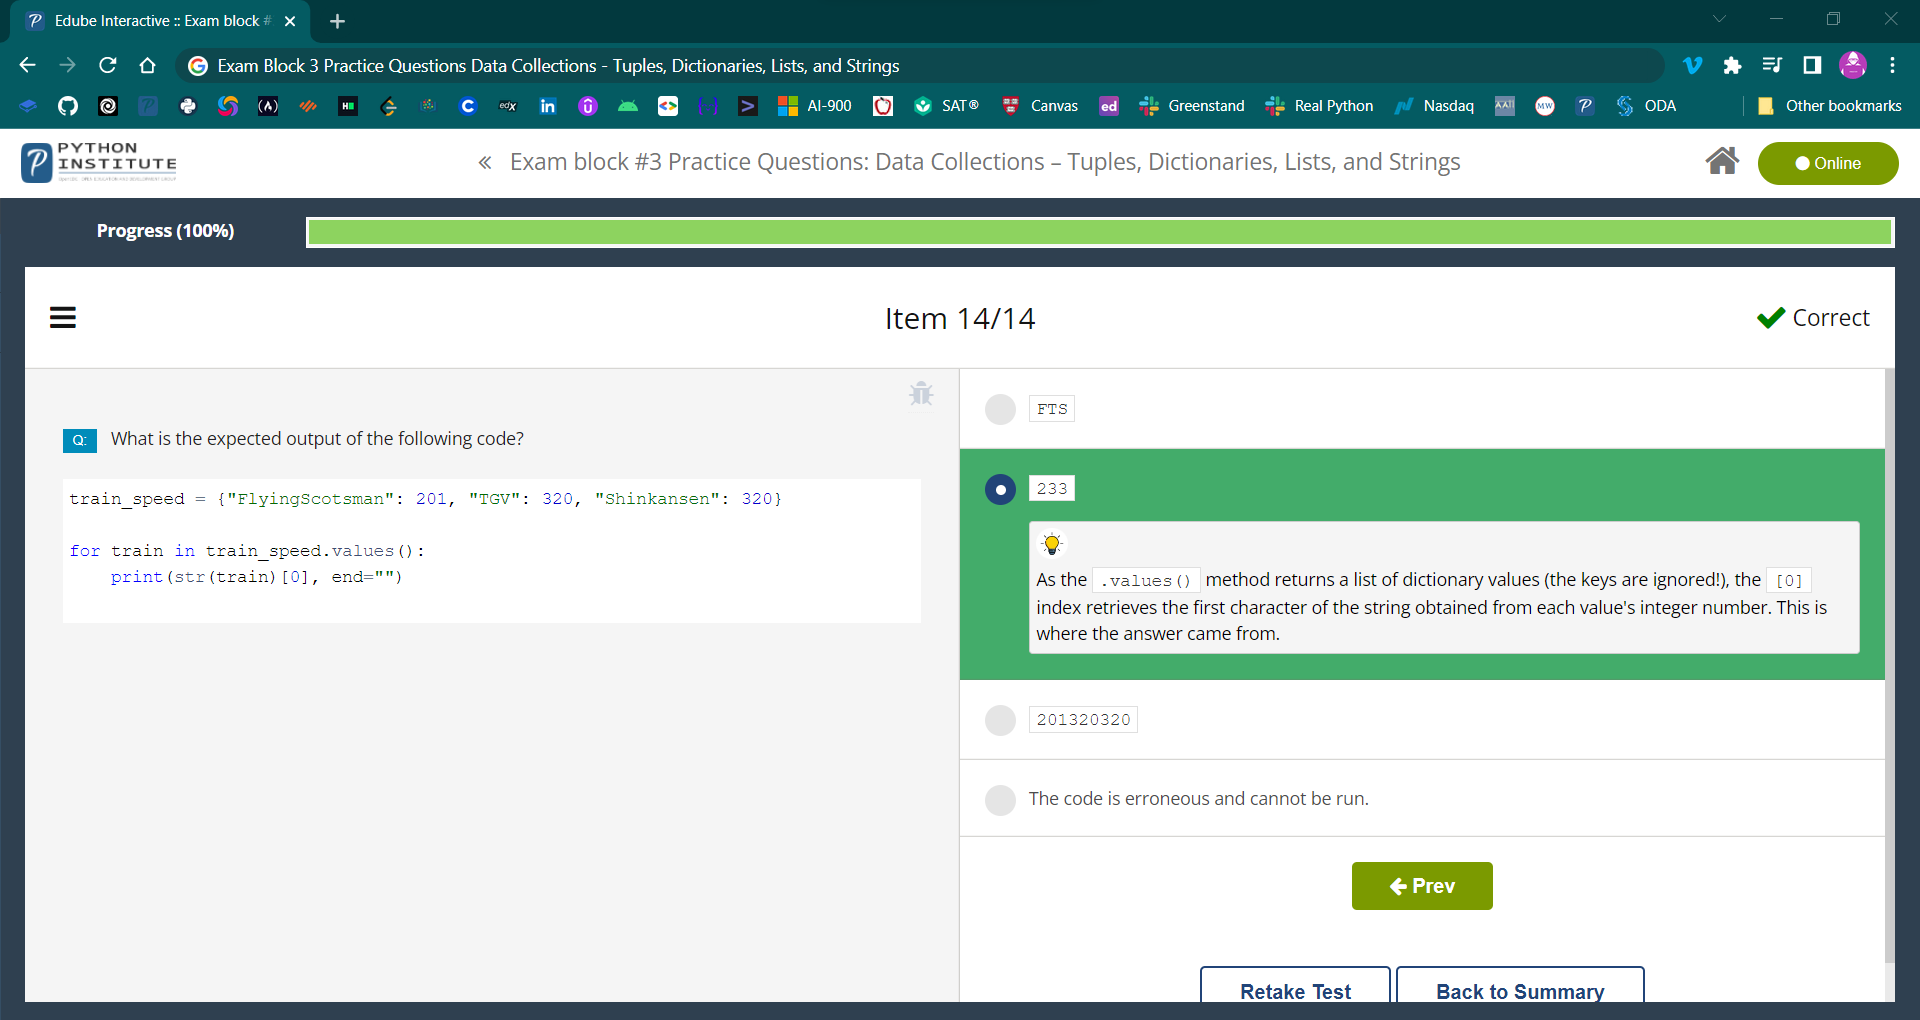 Edube Interactive :: Exam block #
Exam Block 3 Practice Questions Data Collections - Tuples, Dictionaries, Lists, and Strings
AI-900
SAT®
Canvas
ed
Greenstand
Real Python
Nasdaq
MW
ODA
Other bookmarks
PYTHON
INSTITUTE
« Exam block #3 Practice Questions: Data Collections – Tuples, Dictionaries, Lists, and Strings
Online
Progress (100%)
Item 14/14
Correct
Q: What is the expected output of the following code?
train_speed = {"FlyingScotsman": 201, "TGV": 320, "Shinkansen": 320}
for train in train_speed.values():
    print(str(train)[0], end="")
FTS
233
As the .values() method returns a list of dictionary values (the keys are ignored!), the [0]
index retrieves the first character of the string obtained from each value's integer number. This is
where the answer came from.
201320320
The code is erroneous and cannot be run.
Prev
Retake Test
Back to Summary